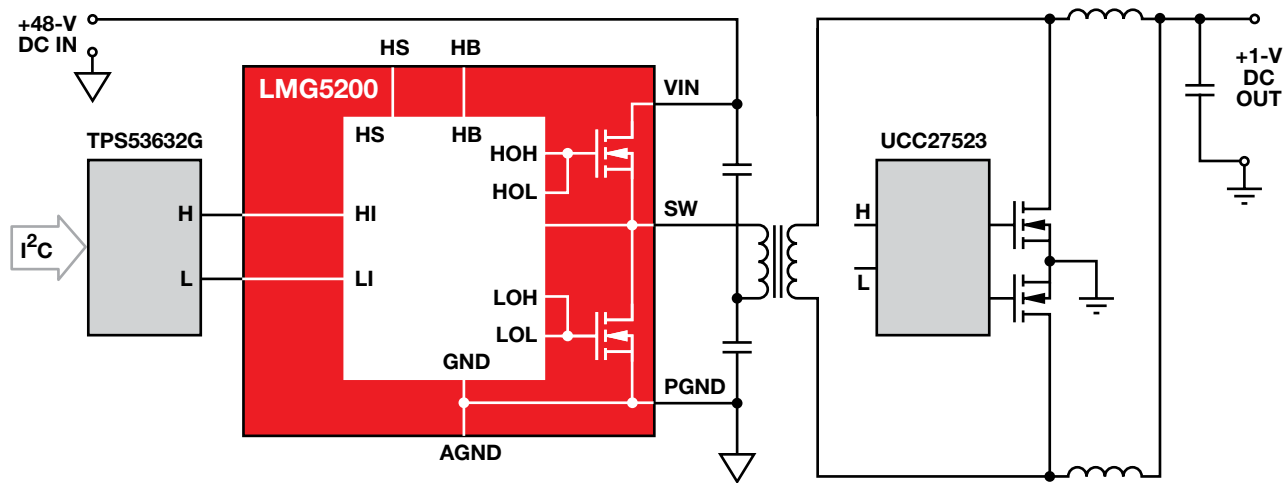 +48-V
DC IN
HS
HB
VIN
LMG5200
HS
HB
HOH
HOL
TPS53632G
H
L
I²C
HI
LI
SW
LOH
LOL
GND
PGND
AGND
UCC27523
H
L
+1-V
DC
OUT